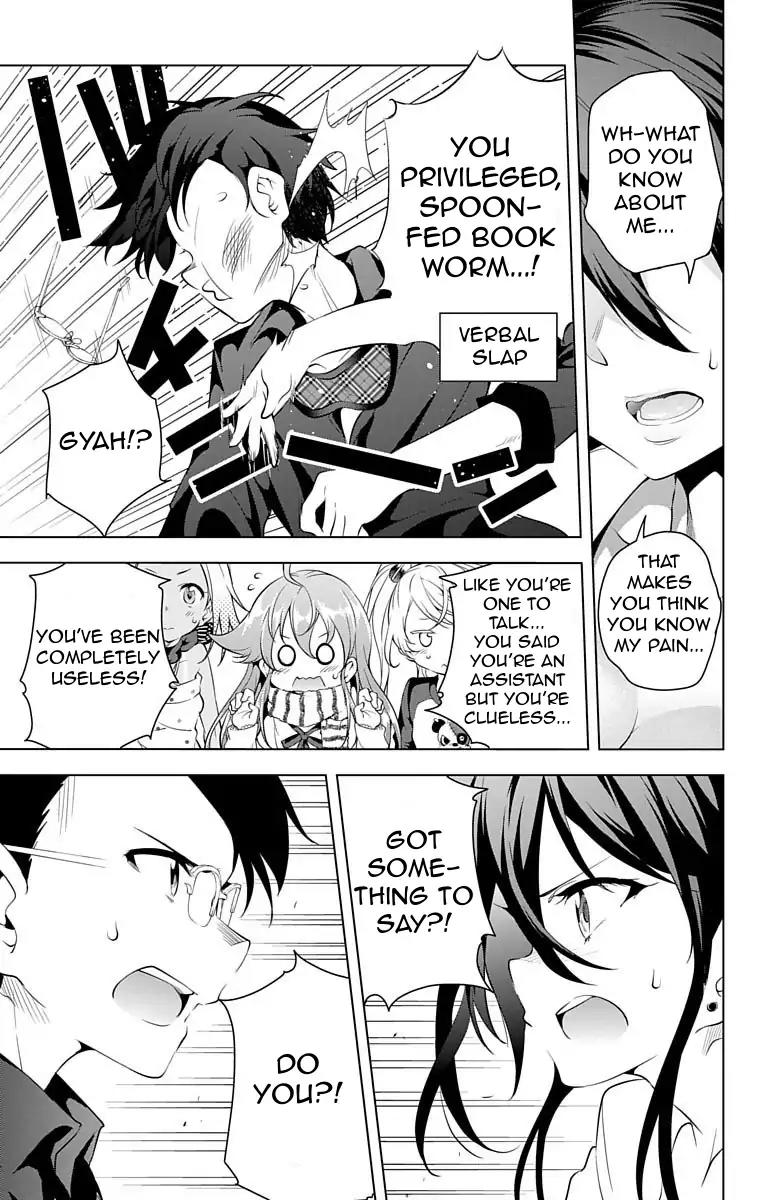 WH-WHAT
DO YOU
KNOW
ABOUT
ME...
THAT
MAKES
YOU THINK
YOU KNOW
MY PAIN...
YOU
PRIVILEGED,
SPOON-
FED BOOK
WORM...!
VERBAL
SLAP
GYAH!?
LIKE YOU'RE
ONE TO
TALK...
YOU SAID
YOU'RE AN
ASSISTANT
BUT YOU'RE
CLUELESS...
YOU'VE BEEN
COMPLETELY
USELESS!
GOT
SOME-
THING TO
SAY?!
DO
YOU?!